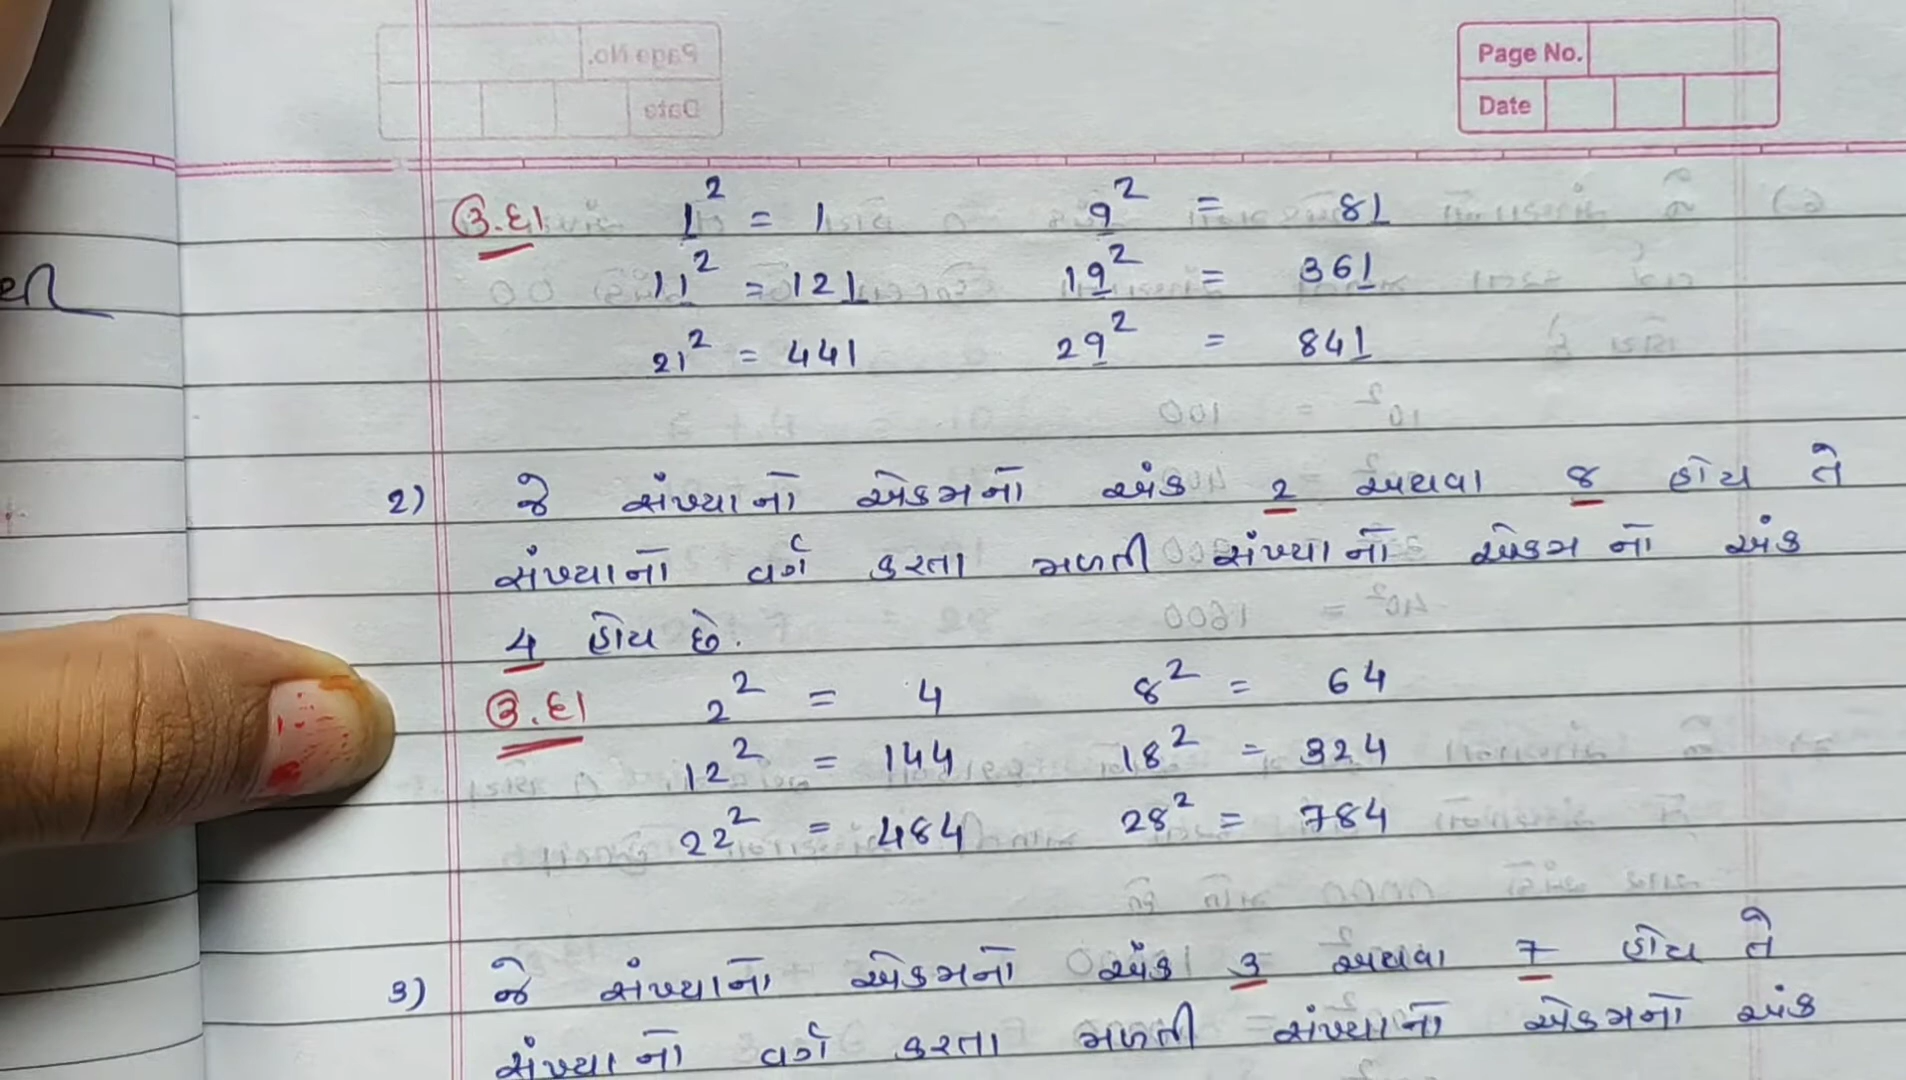 Page No.
Date
ઉ.દા 1² = 1 9² = 81
11² = 121 19² = 361
21² = 441 29² = 841
2) જે સંખ્યાનો એકમનો અંક 2 અથવા ૪ હોય તે
સંખ્યાનો વર્ગ કરતા મળતી સંખ્યાનો એકમ નો અંક
4 હોય છે.
ઉ.દા 2² = 4 8² = 64
12² = 144 18² = 324
22² = 484 28² = 784
3) જે સંખ્યાનો એકમનો અંક 3 અથવા 7 હોય તે
સંખ્યાનો વર્ગ કરતા મળતી સંખ્યાનો એકમનો અંક